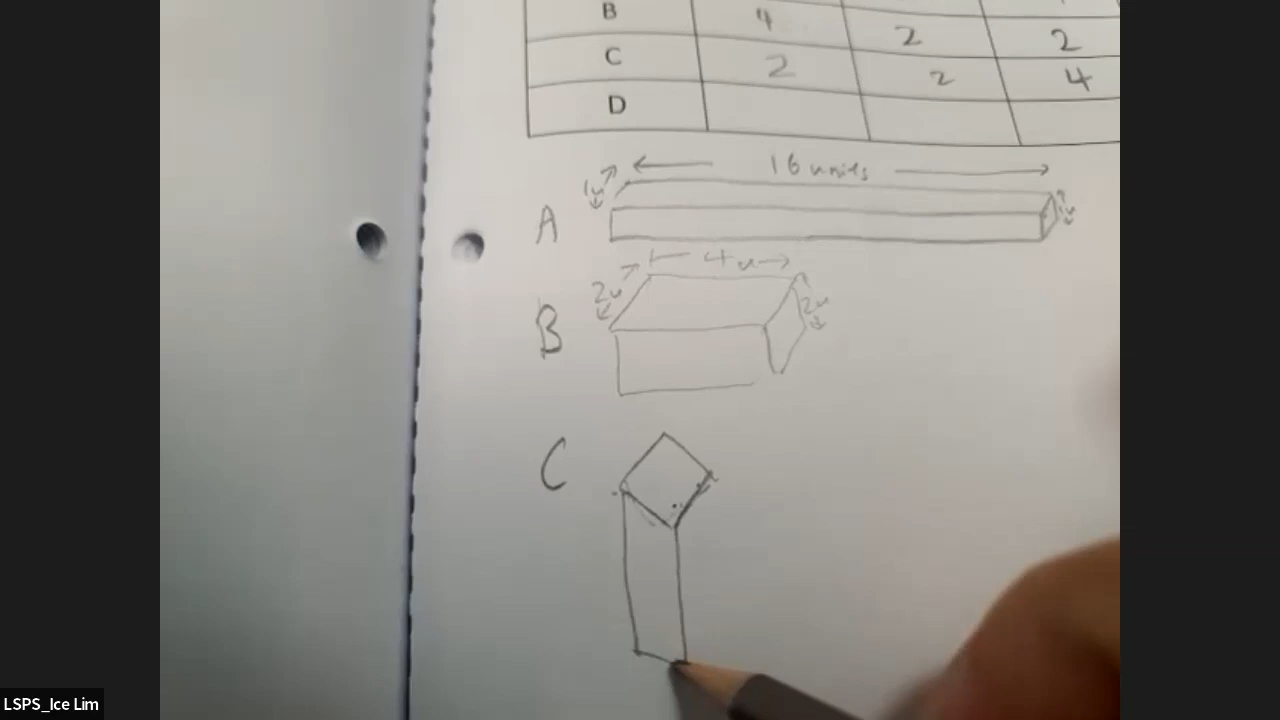 B 4 2 2
C 2 2 4
D
16 units
1u
1u
A
4u
2u
2u
B
C
LSPS_Ice Lim